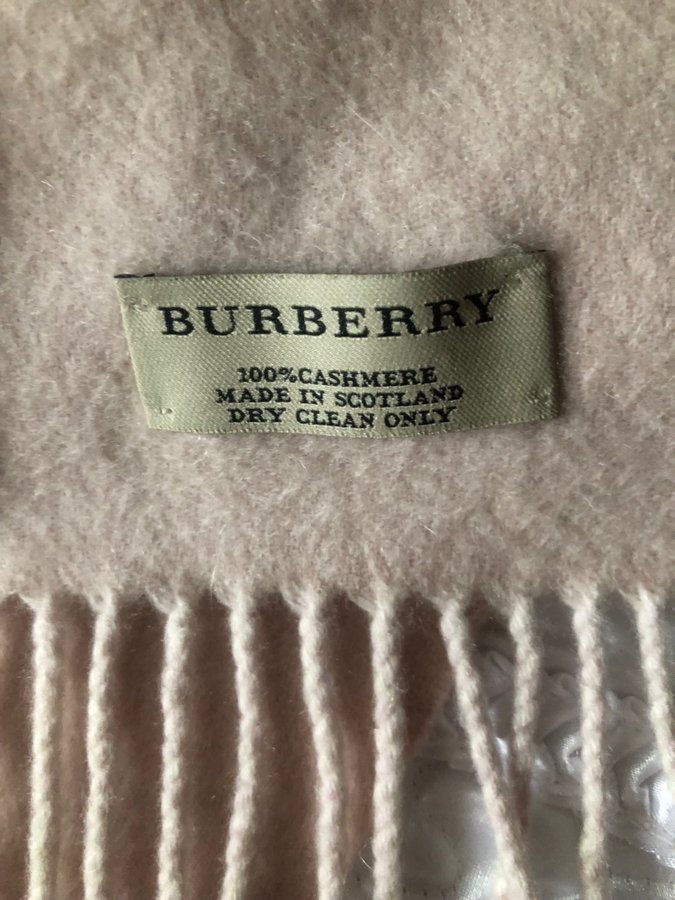 BURBERRY
100%CASHMERE
MADE IN SCOTLAND
DRY CLEAN ONLY